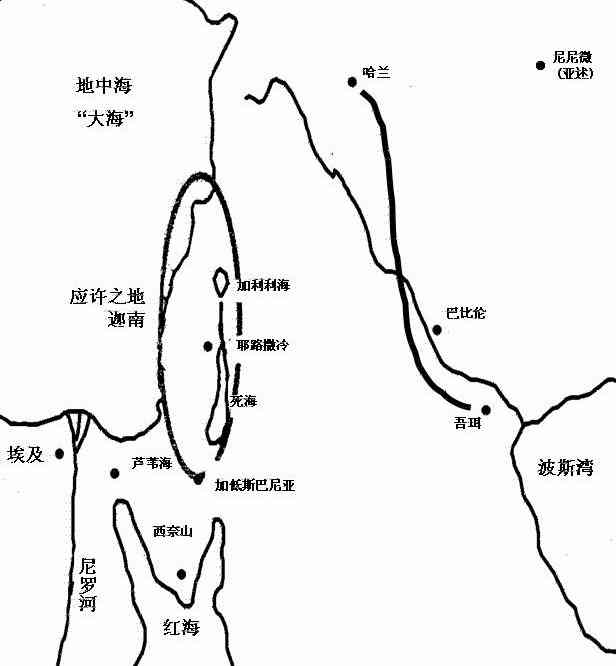 尼尼微
(亚述)
哈兰
地中海
“大海”
加利利海
应许之地
迦南
巴比伦
耶路撒冷
死海
吾珥
埃及
芦苇海
波斯湾
加低斯巴尼亚
西奈山
尼罗河
红海